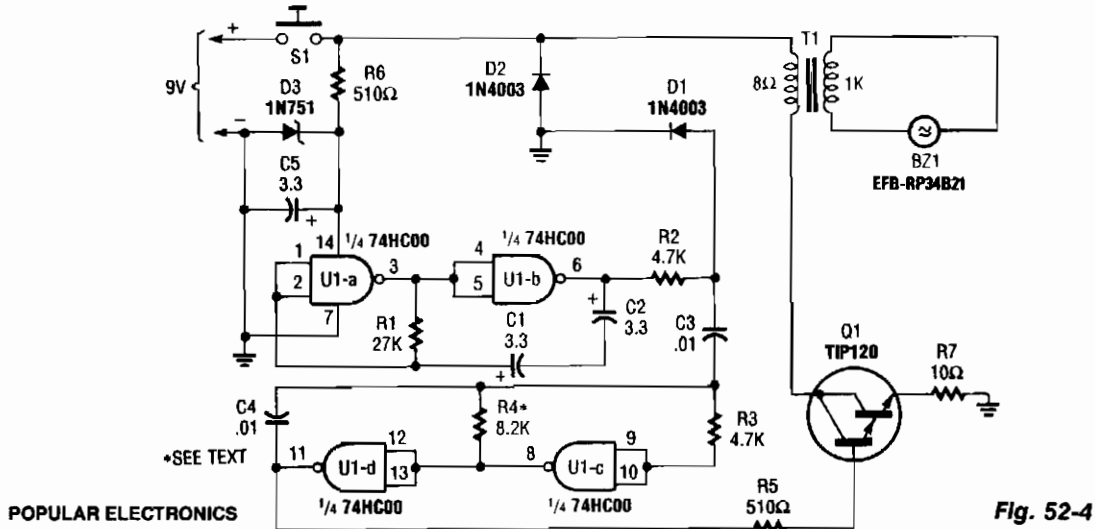 9V
+
−
S1
R6
510Ω
D3
1N751
C5
3.3
+
D2
1N4003
D1
1N4003
T1
8Ω
1K
BZ1
EFB-RP34B21
1
2
14
7
U1-a
1/4 74HC00
3
4
5
U1-b
1/4 74HC00
6
R2
4.7K
R1
27K
C1
3.3
+
+
C2
3.3
C3
.01
Q1
TIP120
R7
10Ω
C4
.01
R4*
8.2K
R3
4.7K
*SEE TEXT
11
U1-d
12
13
1/4 74HC00
8
U1-c
9
10
1/4 74HC00
R5
510Ω
POPULAR ELECTRONICS
Fig. 52-4